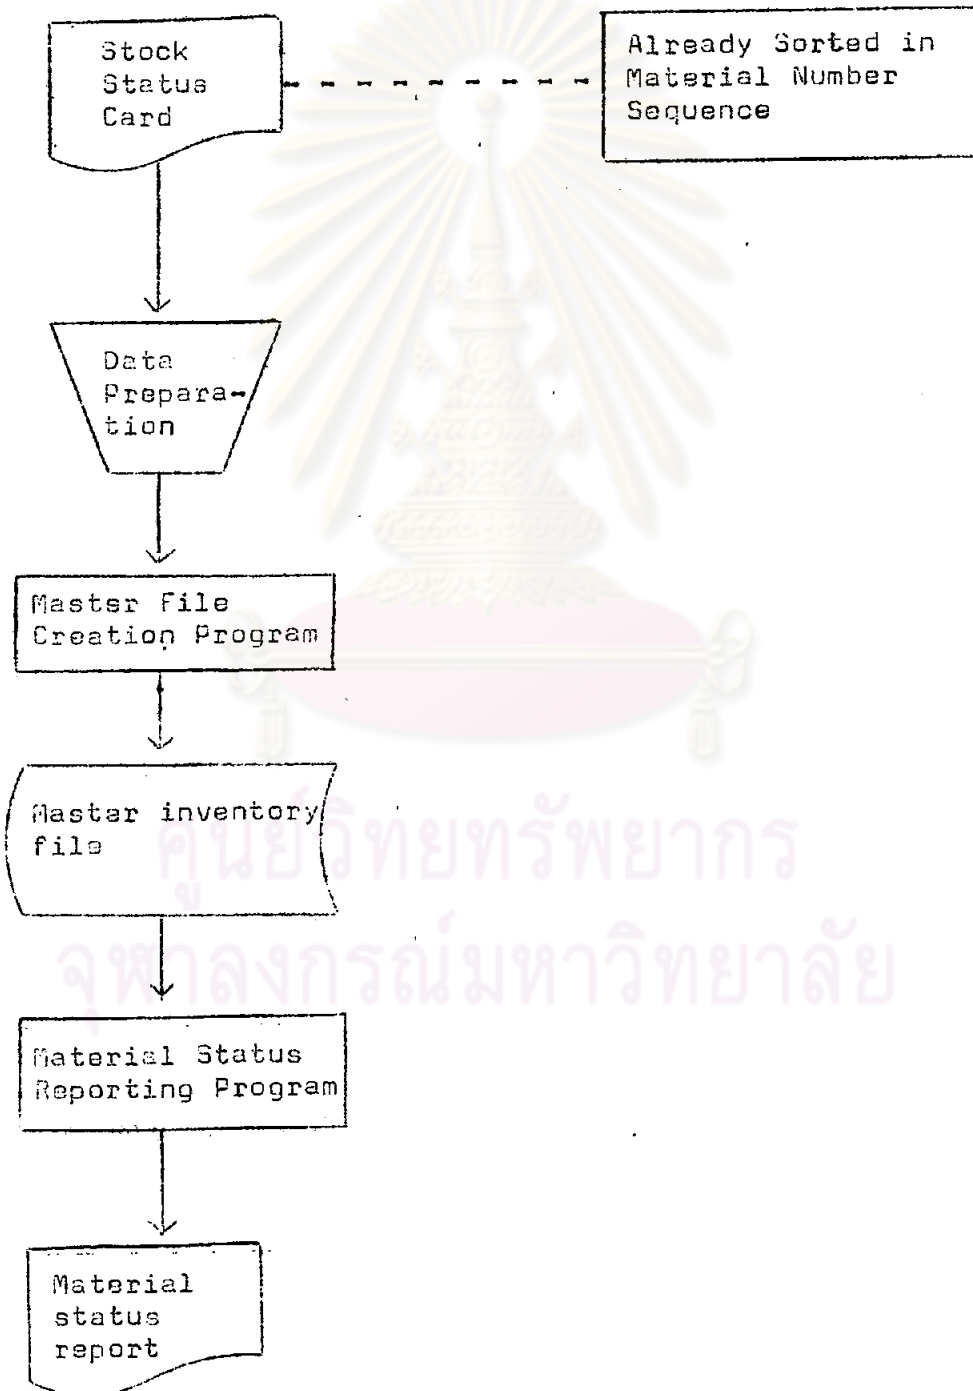 Stock
Status
Card
Already Sorted in
Material Number
Sequence
Data
Prepara-
tion
Master File
Creation Program
Master inventory
file
ศูนย์วิทยทรัพยากร
จุฬาลงกรณ์มหาวิทยาลัย
Material Status
Reporting Program
Material
status
report